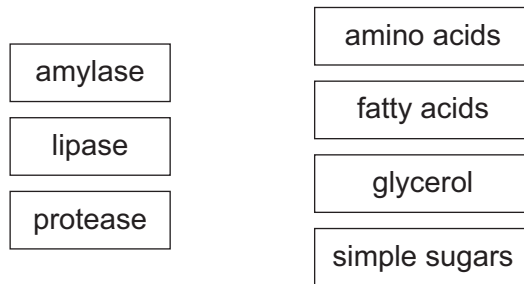 amylase
lipase
protease
amino acids
fatty acids
glycerol
simple sugars